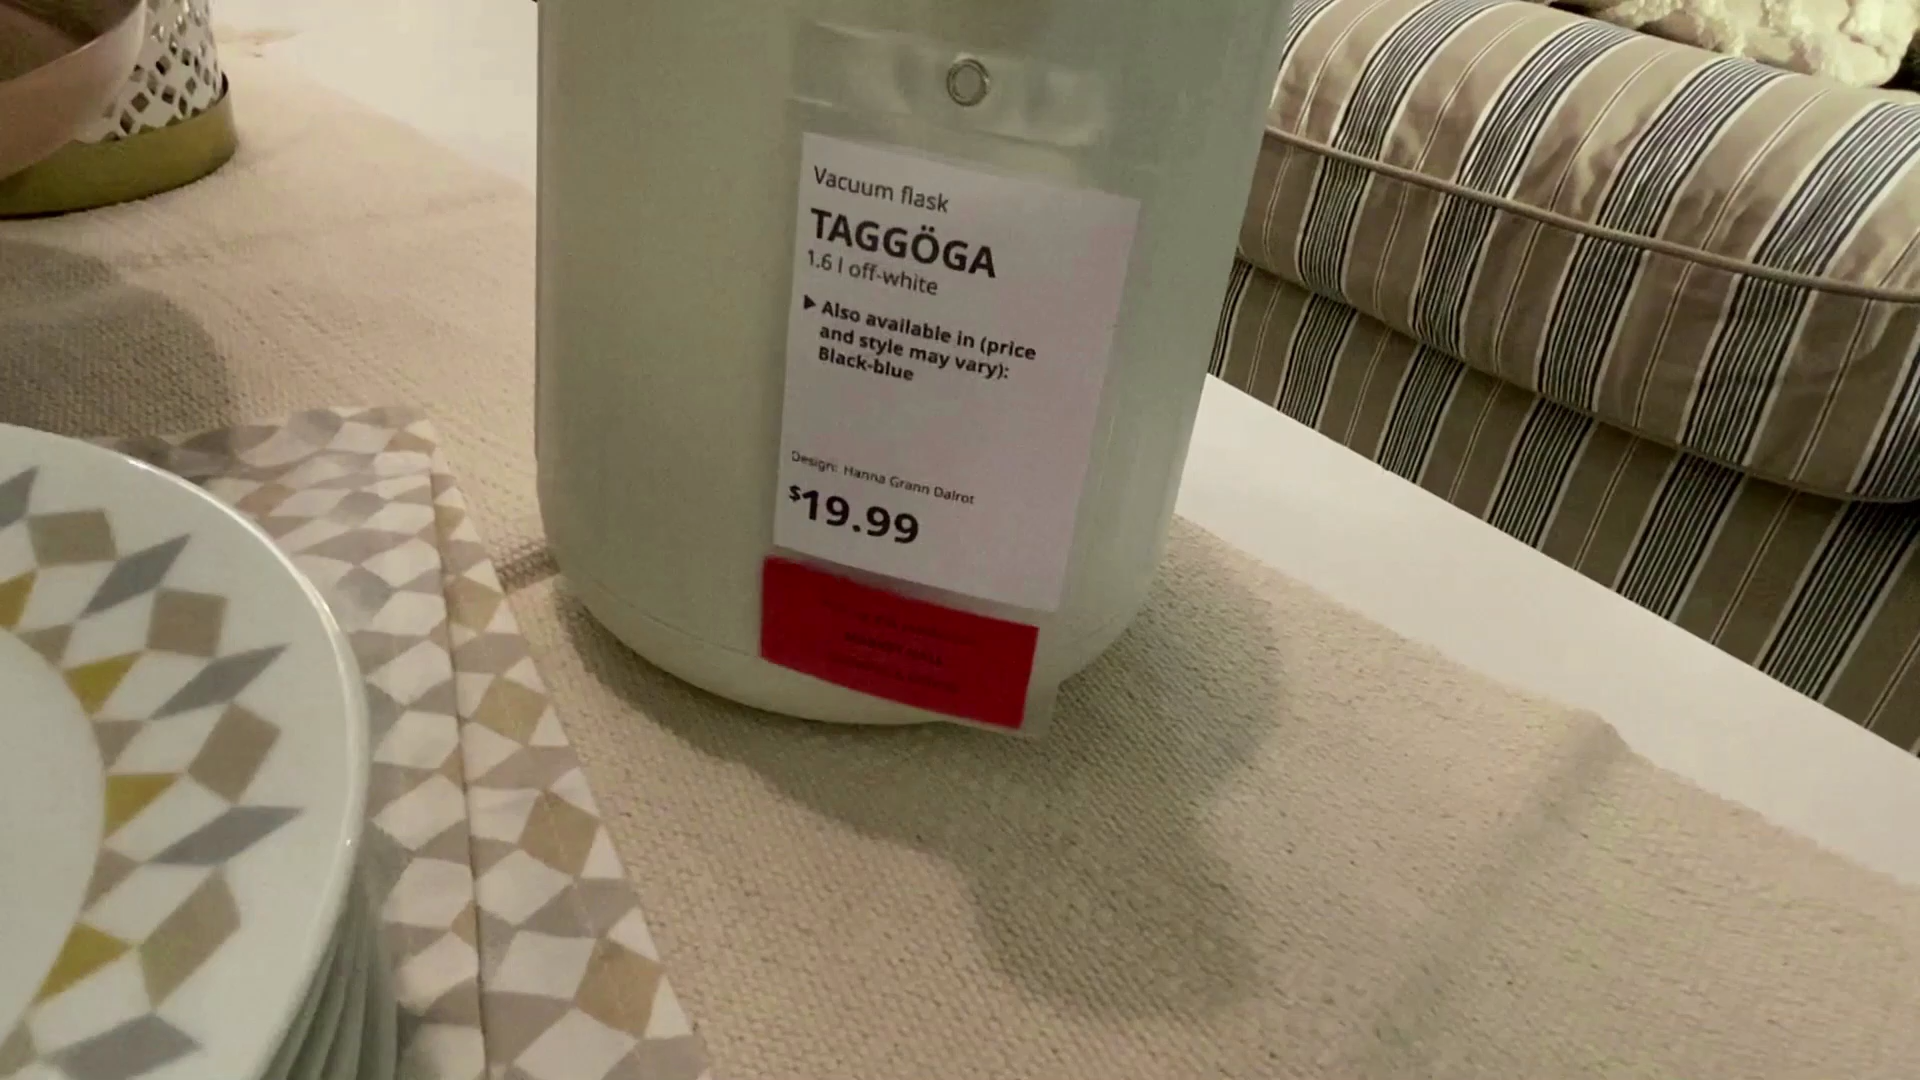 Vacuum flask
TAGGÖGA
1.6 l off-white
▶ Also available in (price
and style may vary):
Black-blue
Design: Hanna Grann Dalrot
$19.99